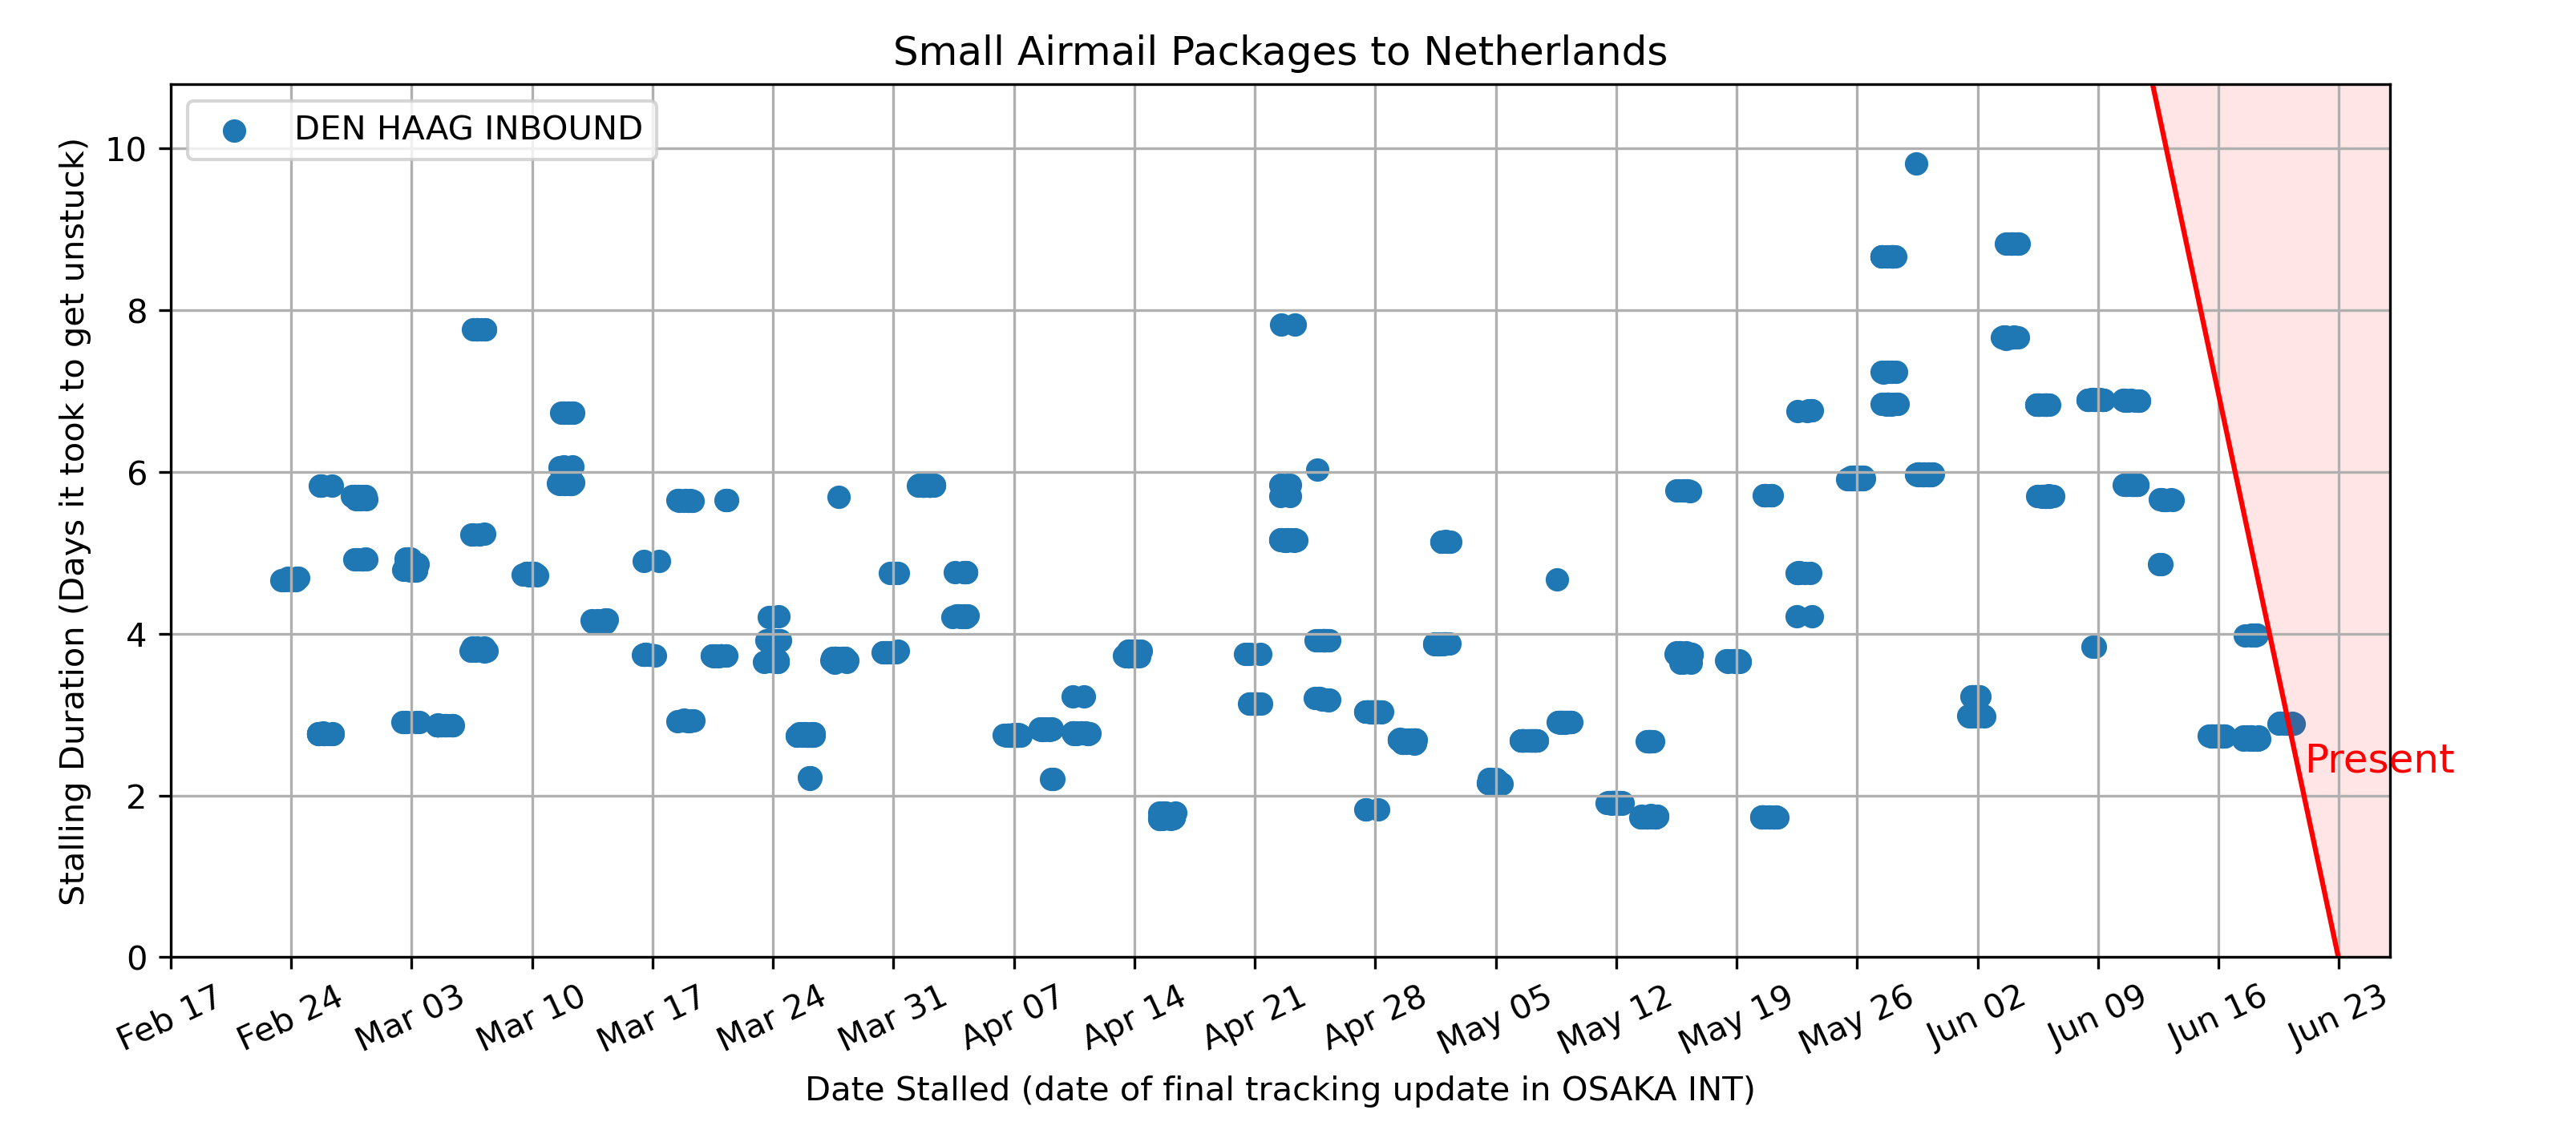 Small Airmail Packages to Netherlands
DEN HAAG INBOUND
Stalling Duration (Days it took to get unstuck)
10
8
6
4
2
0
Present
Feb 17
Feb 24
Mar 03
Mar 10
Mar 17
Mar 24
Mar 31
Apr 07
Apr 14
Apr 21
Apr 28
May 05
May 12
May 19
May 26
Jun 02
Jun 09
Jun 16
Jun 23
Date Stalled (date of final tracking update in OSAKA INT)